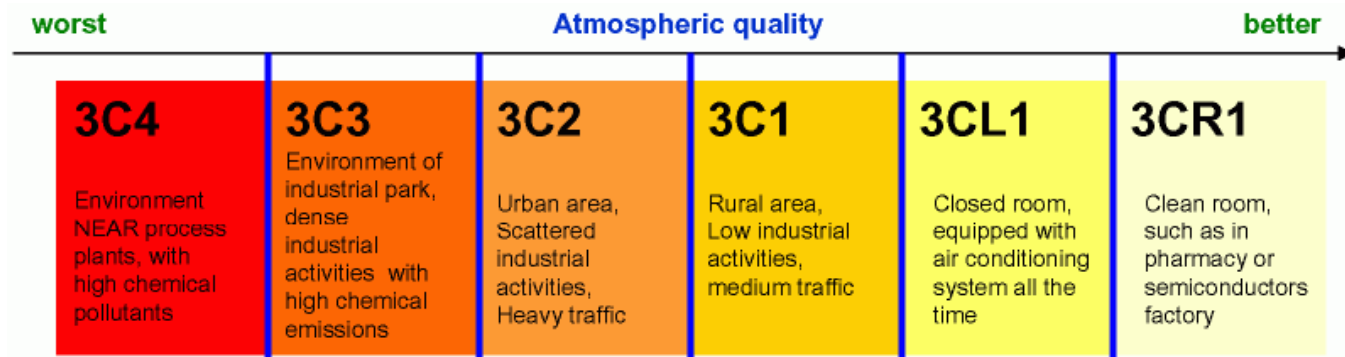 worst Atmospheric quality better
3C4
Environment
NEAR process
plants, with
high chemical
pollutants
3C3
Environment of
industrial park,
dense
industrial
activities with
high chemical
emissions
3C2
Urban area,
Scattered
industrial
activities,
Heavy traffic
3C1
Rural area,
Low industrial
activities,
medium traffic
3CL1
Closed room,
equipped with
air conditioning
system all the
time
3CR1
Clean room,
such as in
pharmacy or
semiconductors
factory